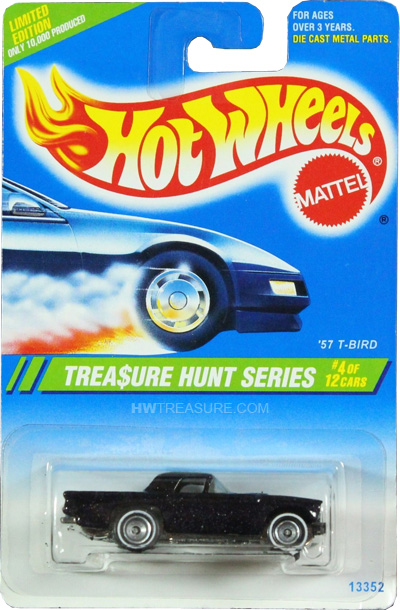 LIMITED
EDITION
ONLY 10,000 PRODUCED
FOR AGES
OVER 3 YEARS.
DIE CAST METAL PARTS.
HOT WHEELS
®
MATTEL
®
'57 T-BIRD
TREA$URE HUNT SERIES
#4 OF
12 CARS
HWTREASURE.COM
13352